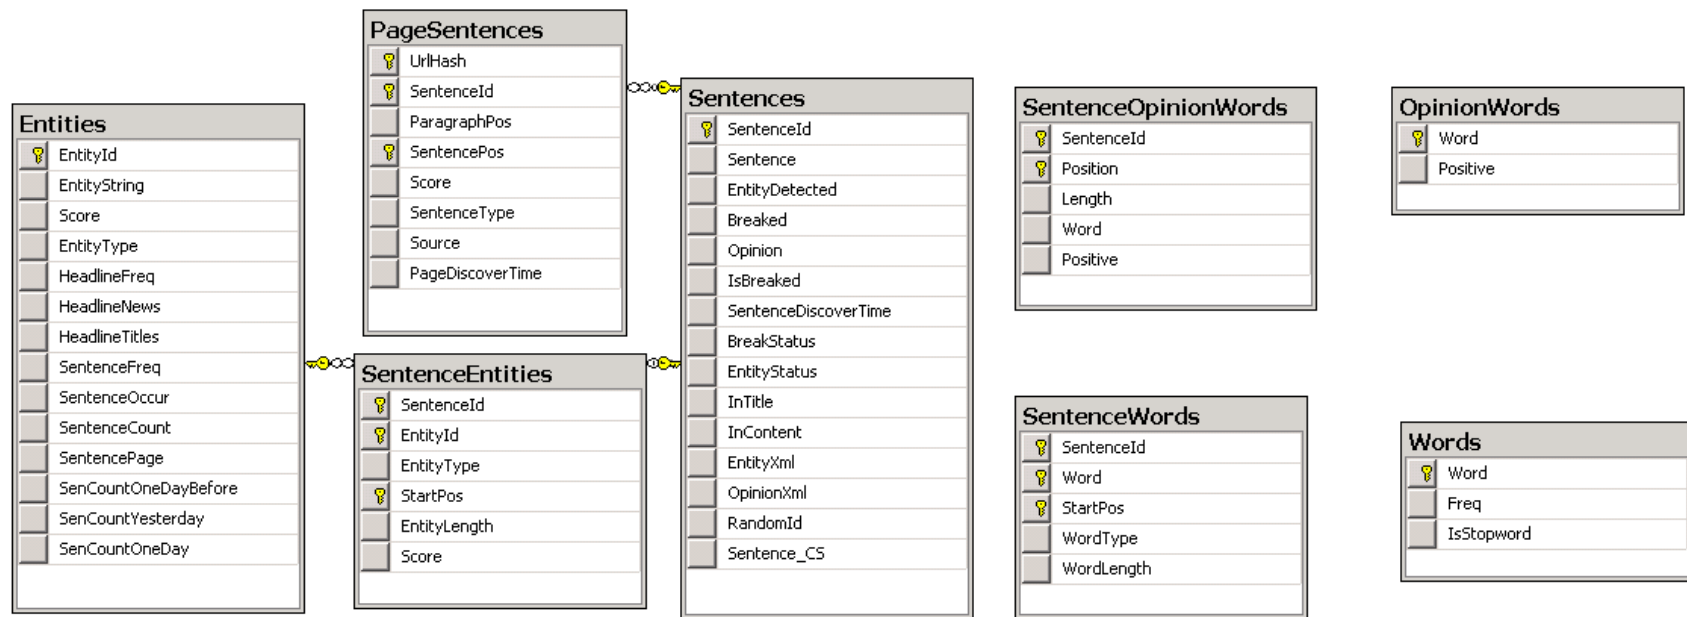 Entities
EntityId
EntityString
Score
EntityType
HeadlineFreq
HeadlineNews
HeadlineTitles
SentenceFreq
SentenceOccur
SentenceCount
SentencePage
SenCountOneDayBefore
SenCountYesterday
SenCountOneDay
PageSentences
UrlHash
SentenceId
ParagraphPos
SentencePos
Score
SentenceType
Source
PageDiscoverTime
SentenceEntities
SentenceId
EntityId
EntityType
StartPos
EntityLength
Score
Sentences
SentenceId
Sentence
EntityDetected
Breaked
Opinion
IsBreaked
SentenceDiscoverTime
BreakStatus
EntityStatus
InTitle
InContent
EntityXml
OpinionXml
RandomId
Sentence_CS
SentenceOpinionWords
SentenceId
Position
Length
Word
Positive
SentenceWords
SentenceId
Word
StartPos
WordType
WordLength
OpinionWords
Word
Positive
Words
Word
Freq
IsStopword